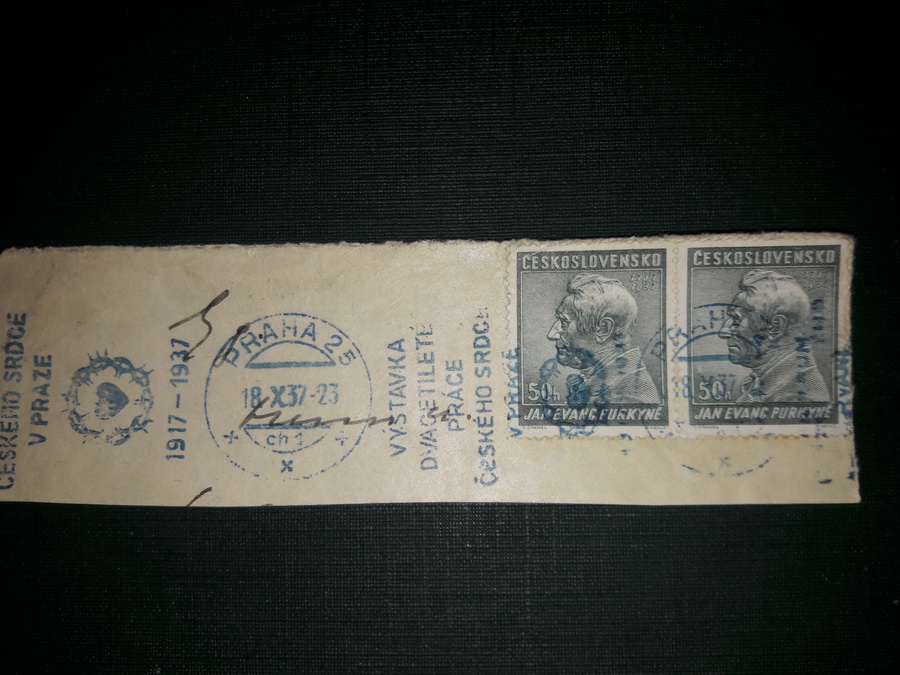 ČESKÉHO SRDCE
V PRAZE
1917-1937
PRAHA 25
18.X.37-23
ch 1
x
VÝSTAVKA
DVACETILETÉ
PRÁCE
ČESKÉHO SRDCE
V PRAZE
ČESKOSLOVENSKO
50h
JAN EVANG PURKYNĚ
ČESKOSLOVENSKO
50h
JAN EVANG PURKYNĚ